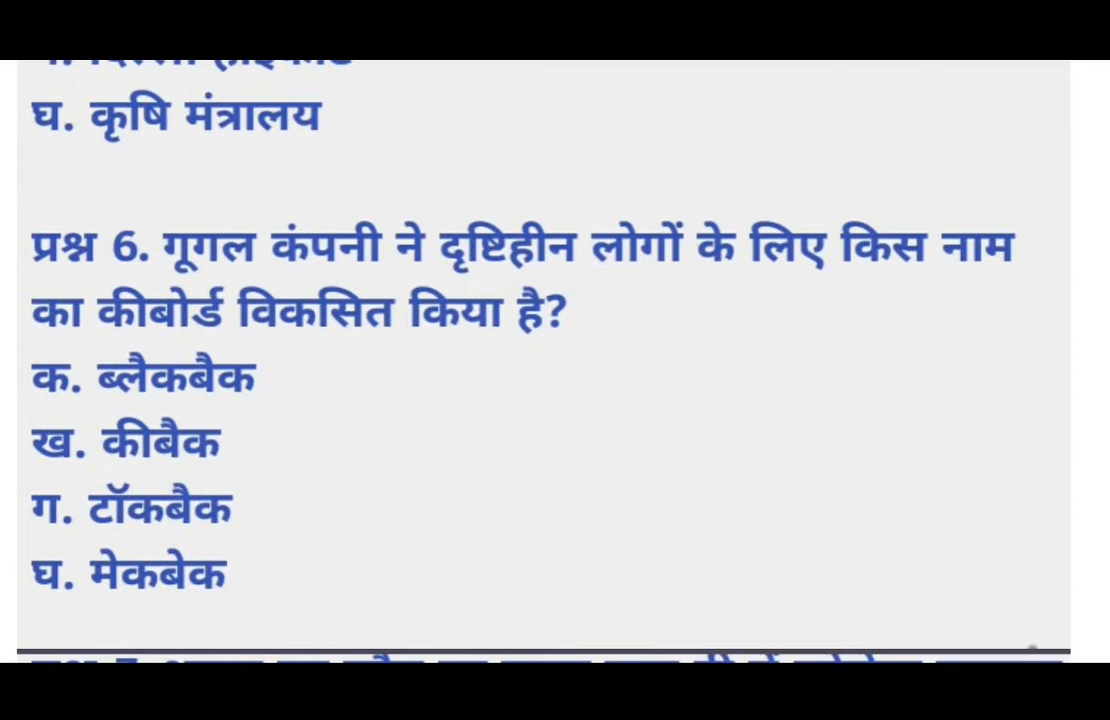 घ. कृषि मंत्रालय
प्रश्न 6. गूगल कंपनी ने दृष्टिहीन लोगों के लिए किस नाम
का कीबोर्ड विकसित किया है?
क. ब्लैकबैक
ख. कीबैक
ग. टॉकबैक
घ. मेकबेक